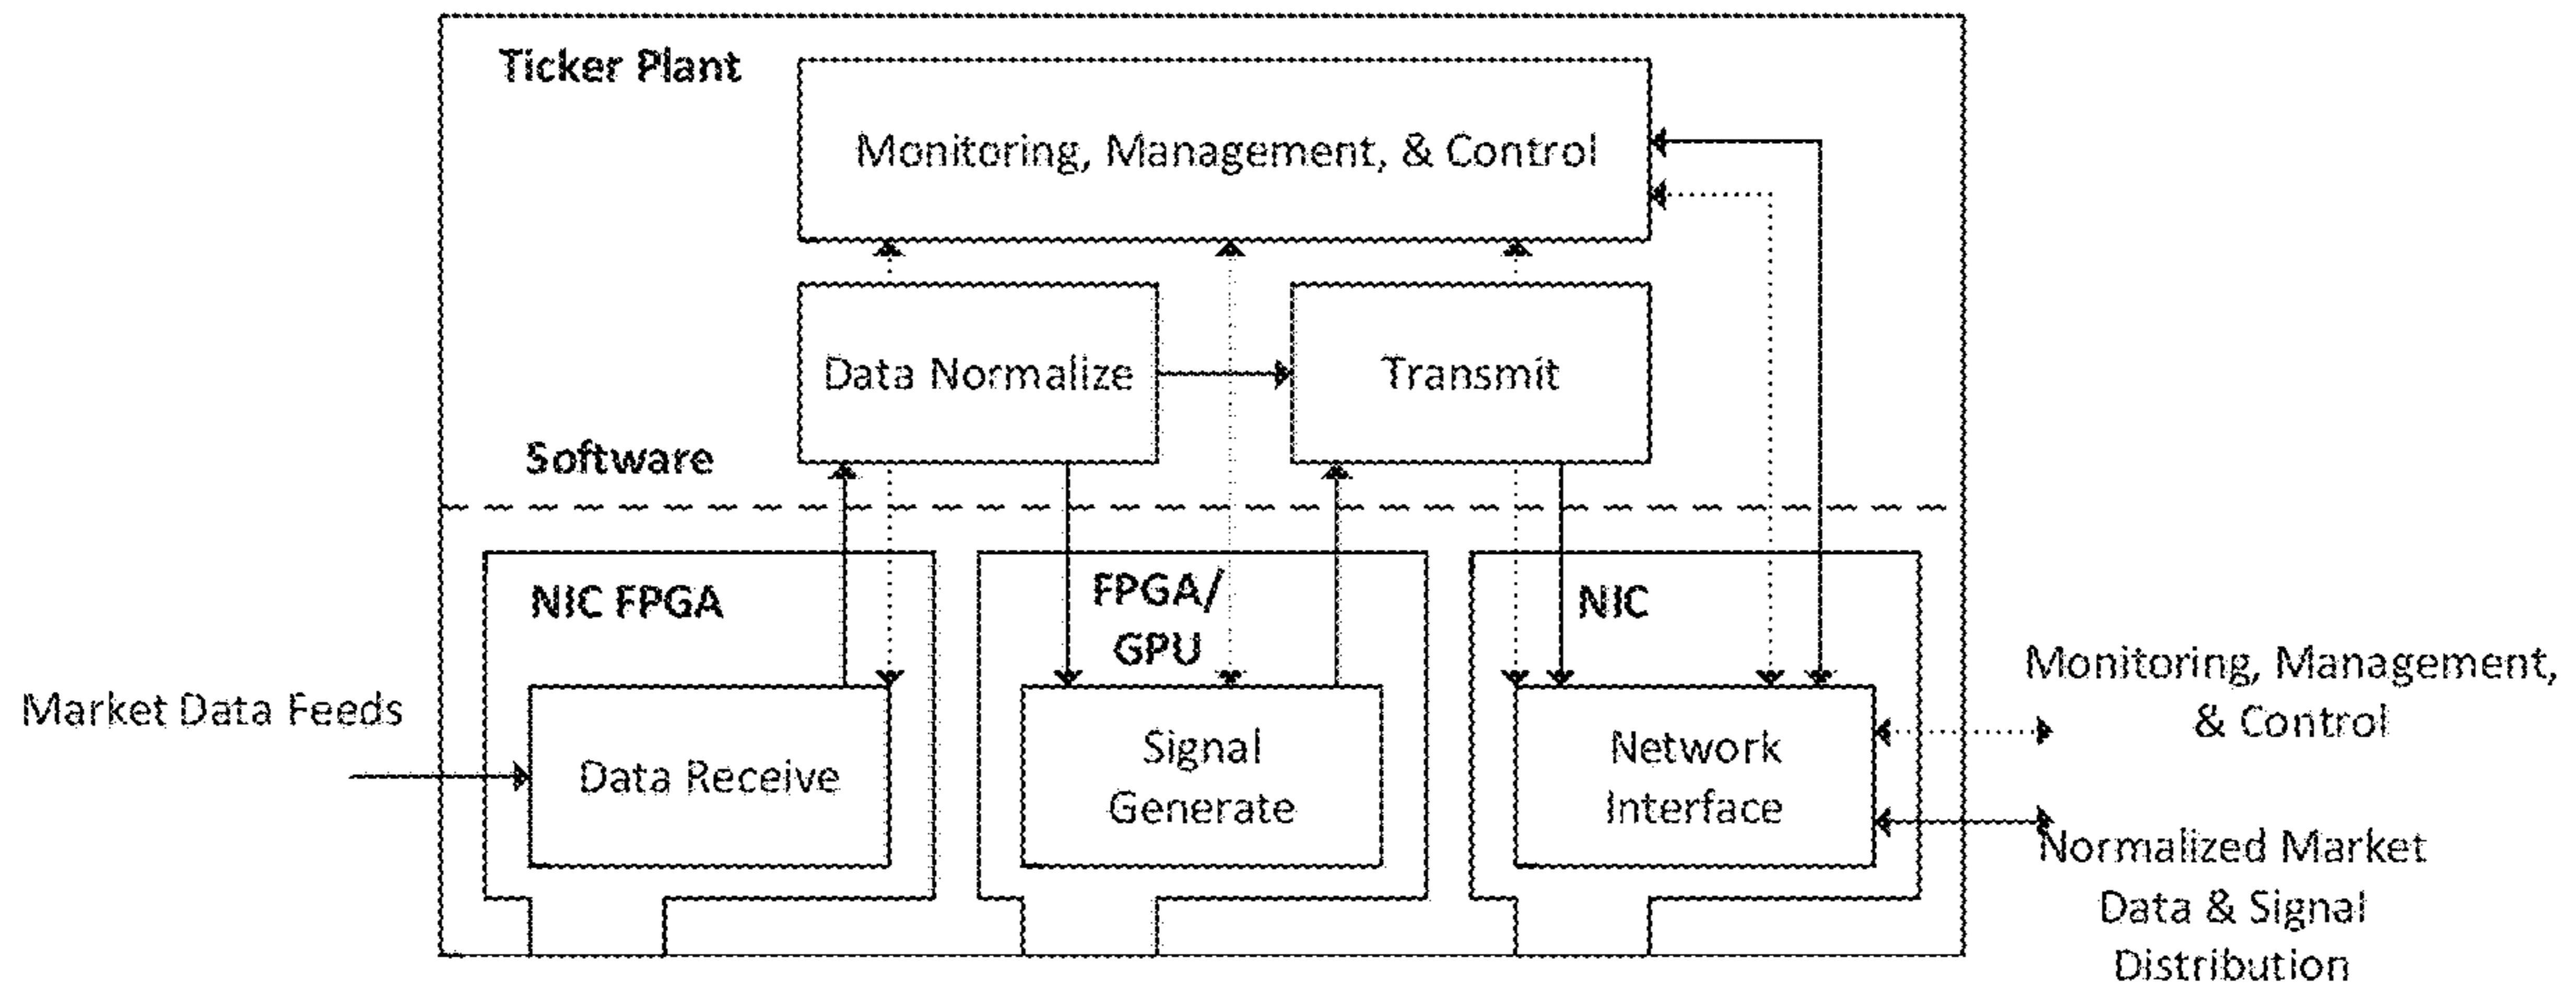 Ticker Plant
Monitoring, Management, & Control
Data Normalize
Transmit
Software
NIC FPGA
FPGA/
GPU
NIC
Market Data Feeds
Data Receive
Signal
Generate
Network
Interface
Monitoring, Management,
& Control
Normalized Market
Data & Signal
Distribution